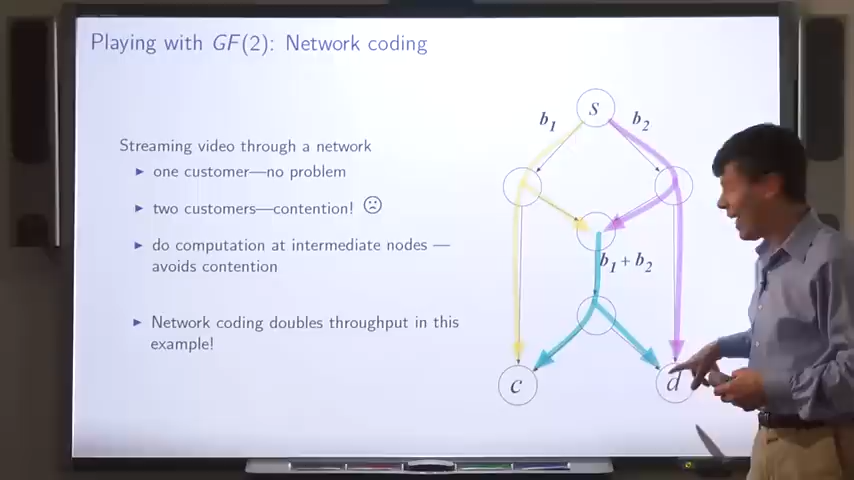 Playing with GF(2): Network coding
Streaming video through a network
▶ one customer—no problem
▶ two customers—contention! ☹
▶ do computation at intermediate nodes —
avoids contention
▶ Network coding doubles throughput in this
example!
s
b₁
b₂
b₁ + b₂
c
d